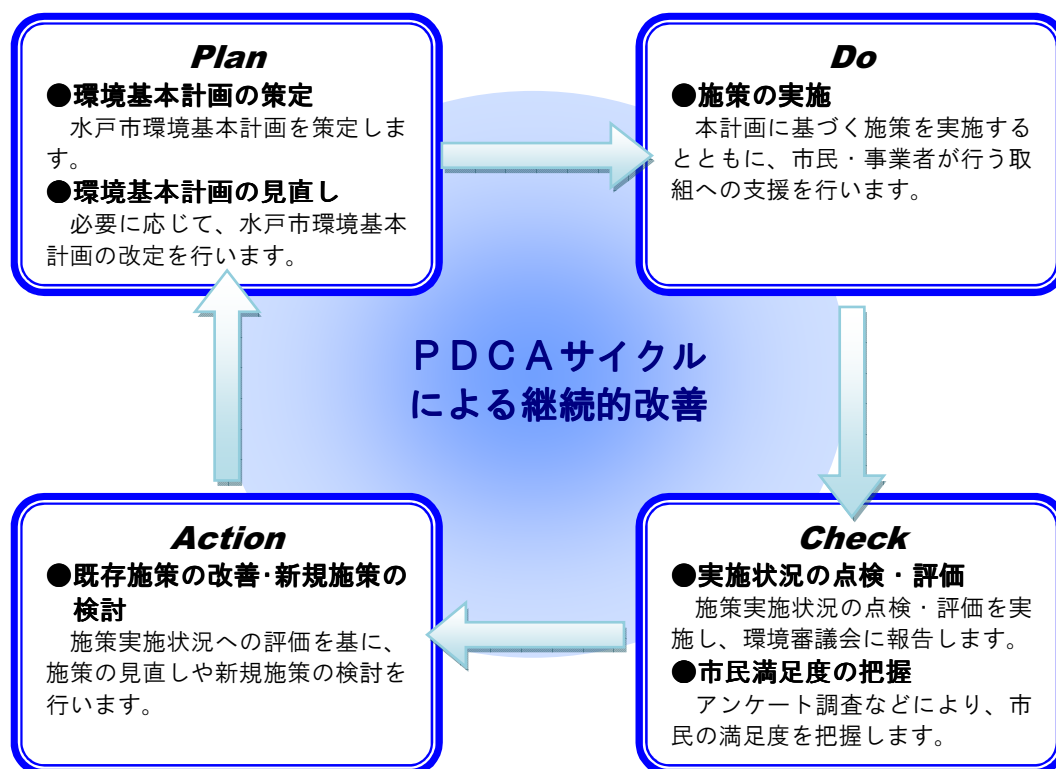 Plan
●環境基本計画の策定
水戸市環境基本計画を策定しま
す。
●環境基本計画の見直し
必要に応じて、水戸市環境基本
計画の改定を行います。
Do
●施策の実施
本計画に基づく施策を実施する
とともに、市民・事業者が行う取
組への支援を行います。
ＰＤＣＡサイクル
による継続的改善
Action
●既存施策の改善･新規施策の
検討
施策実施状況への評価を基に、
施策の見直しや新規施策の検討を
行います。
Check
●実施状況の点検・評価
施策実施状況の点検・評価を実
施し、環境審議会に報告します。
●市民満足度の把握
アンケート調査などにより、市
民の満足度を把握します。